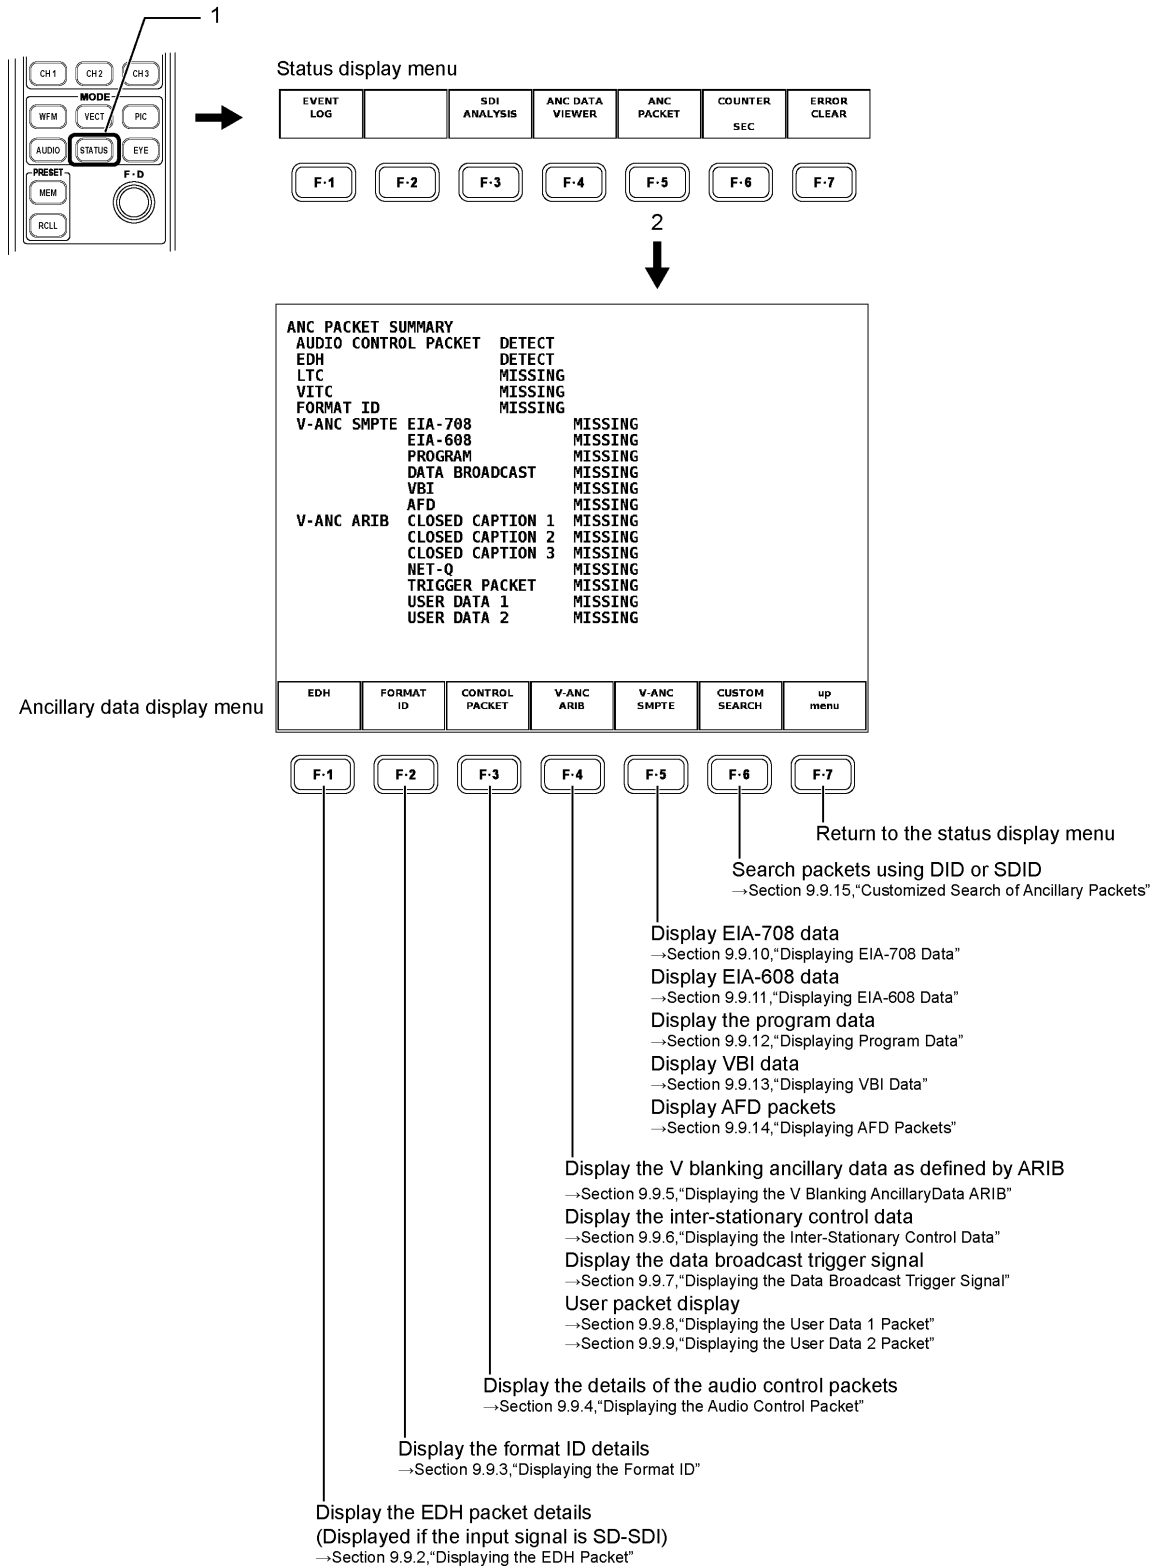 1
CH 1
CH 2
CH 3
MODE
WFM
VECT
PIC
AUDIO
STATUS
EYE
PRESET
F・D
MEM
RCLL
Status display menu
EVENT LOG
SDI ANALYSIS
ANC DATA VIEWER
ANC PACKET
COUNTER SEC
ERROR CLEAR
F・1
F・2
F・3
F・4
F・5
F・6
F・7
2
ANC PACKET SUMMARY
AUDIO CONTROL PACKET DETECT
EDH DETECT
LTC MISSING
VITC MISSING
FORMAT ID MISSING
V-ANC SMPTE EIA-708 MISSING
EIA-608 MISSING
PROGRAM MISSING
DATA BROADCAST MISSING
VBI MISSING
AFD MISSING
V-ANC ARIB CLOSED CAPTION 1 MISSING
CLOSED CAPTION 2 MISSING
CLOSED CAPTION 3 MISSING
NET-Q MISSING
TRIGGER PACKET MISSING
USER DATA 1 MISSING
USER DATA 2 MISSING
Ancillary data display menu
EDH
FORMAT ID
CONTROL PACKET
V-ANC ARIB
V-ANC SMPTE
CUSTOM SEARCH
up menu
F・1
F・2
F・3
F・4
F・5
F・6
F・7
Return to the status display menu
Search packets using DID or SDID
→Section 9.9.15,“Customized Search of Ancillary Packets”
Display EIA-708 data
→Section 9.9.10,“Displaying EIA-708 Data”
Display EIA-608 data
→Section 9.9.11,“Displaying EIA-608 Data”
Display the program data
→Section 9.9.12,“Displaying Program Data”
Display VBI data
→Section 9.9.13,“Displaying VBI Data”
Display AFD packets
→Section 9.9.14,“Displaying AFD Packets”
Display the V blanking ancillary data as defined by ARIB
→Section 9.9.5,“Displaying the V Blanking AncillaryData ARIB”
Display the inter-stationary control data
→Section 9.9.6,“Displaying the Inter-Stationary Control Data”
Display the data broadcast trigger signal
→Section 9.9.7,“Displaying the Data Broadcast Trigger Signal”
User packet display
→Section 9.9.8,“Displaying the User Data 1 Packet”
→Section 9.9.9,“Displaying the User Data 2 Packet”
Display the details of the audio control packets
→Section 9.9.4,“Displaying the Audio Control Packet”
Display the format ID details
→Section 9.9.3,“Displaying the Format ID”
Display the EDH packet details
(Displayed if the input signal is SD-SDI)
→Section 9.9.2,“Displaying the EDH Packet”